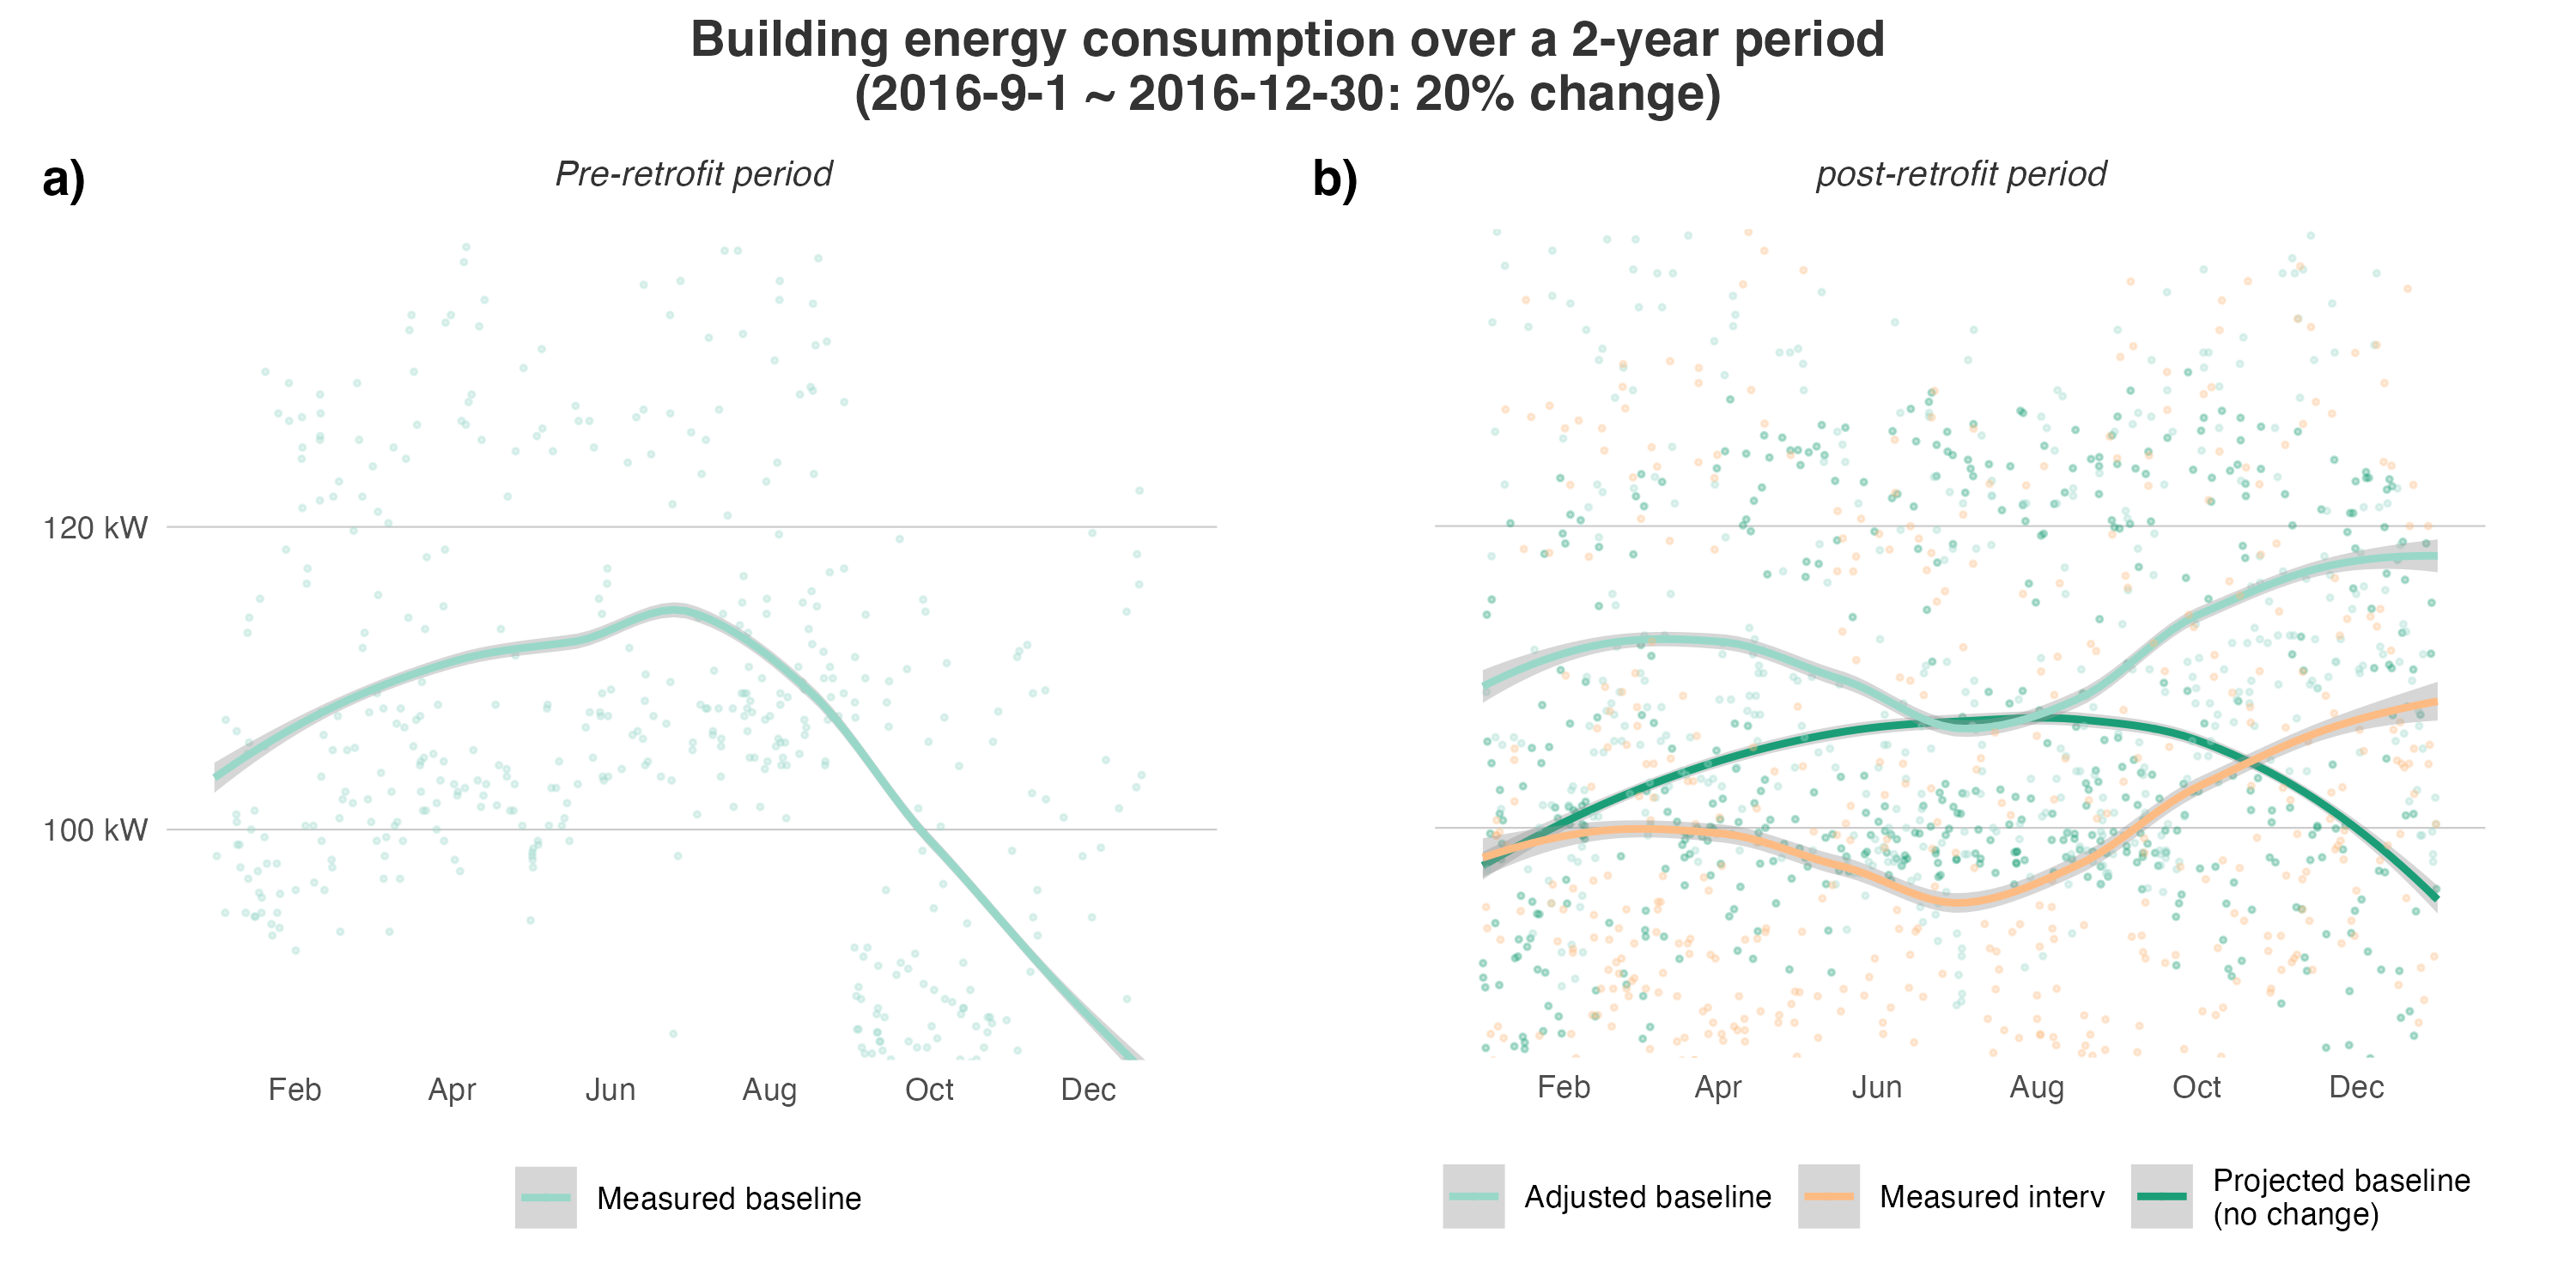 Building energy consumption over a 2-year period
(2016-9-1 ~ 2016-12-30: 20% change)
a)
Pre-retrofit period
120 kW
100 kW
Feb Apr Jun Aug Oct Dec
Measured baseline
b)
post-retrofit period
Feb Apr Jun Aug Oct Dec
Adjusted baseline
Measured interv
Projected baseline
(no change)